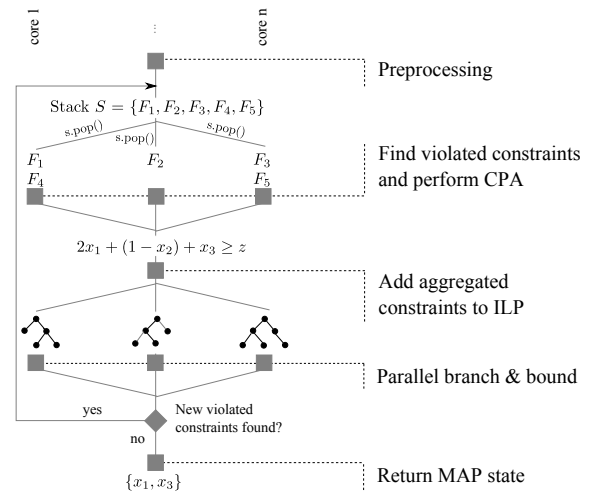 core 1
...
core n
Preprocessing
Stack S = {F₁, F₂, F₃, F₄, F₅}
s.pop()
s.pop()
s.pop()
F₁
F₂
F₃
F₄
F₅
Find violated constraints
and perform CPA
2x₁ + (1 − x₂) + x₃ ≥ z
Add aggregated
constraints to ILP
Parallel branch & bound
yes
New violated
constraints found?
no
Return MAP state
{x₁, x₃}